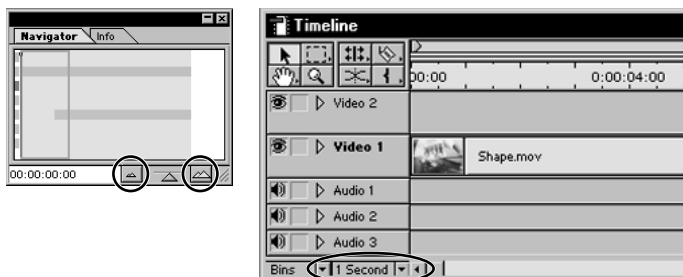 Navigator Info
00:00:00:00
Timeline
00:00 0:00:04:00
Video 2
Video 1
Shape.mov
Audio 1
Audio 2
Audio 3
Bins 1 Second